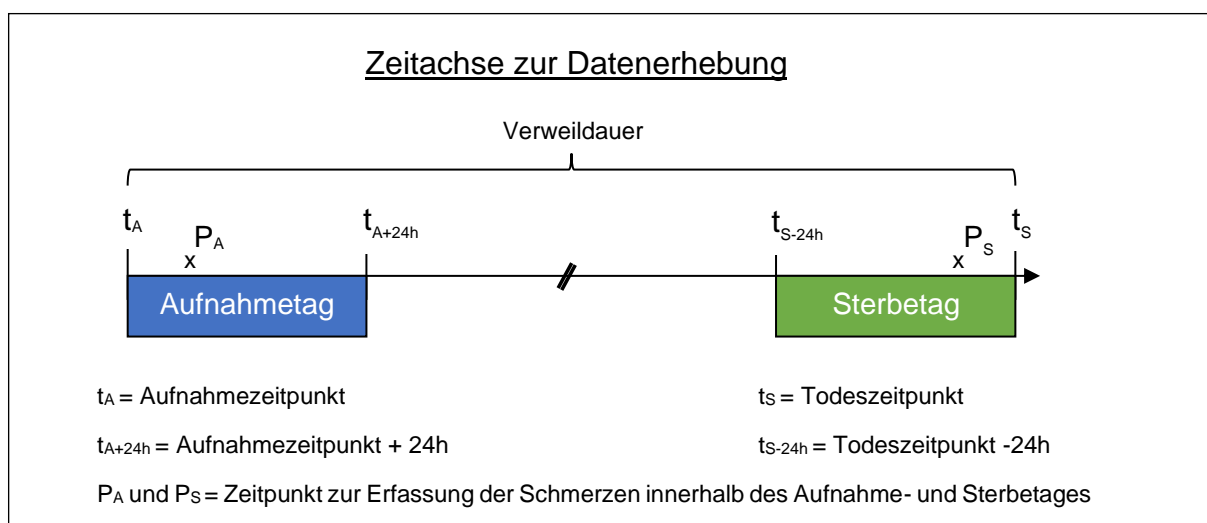 Zeitachse zur Datenerhebung
Verweildauer
tA PA tA+24h tS-24h PS tS
x x
Aufnahmetag Sterbetag
tA = Aufnahmezeitpunkt tS = Todeszeitpunkt
tA+24h = Aufnahmezeitpunkt + 24h tS-24h = Todeszeitpunkt -24h
PA und PS = Zeitpunkt zur Erfassung der Schmerzen innerhalb des Aufnahme- und Sterbetages